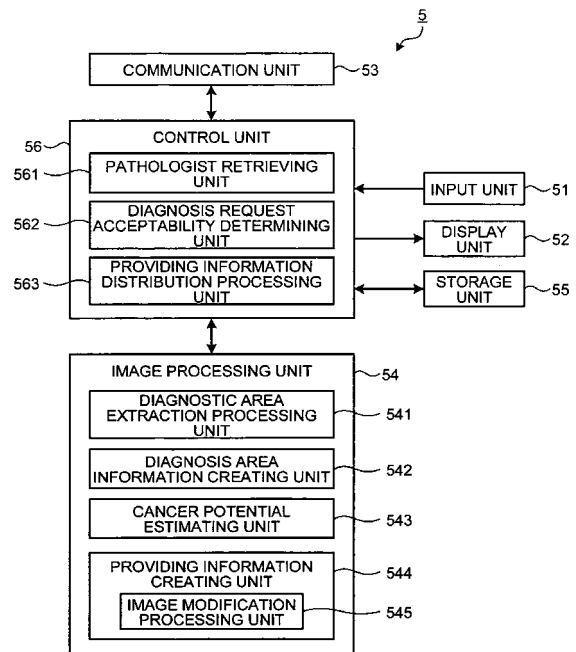 5
COMMUNICATION UNIT
53
CONTROL UNIT
56
561
PATHOLOGIST RETRIEVING
UNIT
562
DIAGNOSIS REQUEST
ACCEPTABILITY DETERMINING
UNIT
563
PROVIDING INFORMATION
DISTRIBUTION PROCESSING
UNIT
INPUT UNIT
51
DISPLAY
UNIT
52
STORAGE
UNIT
55
IMAGE PROCESSING UNIT
54
DIAGNOSTIC AREA
EXTRACTION PROCESSING
UNIT
541
DIAGNOSIS AREA
INFORMATION CREATING UNIT
542
CANCER POTENTIAL
ESTIMATING UNIT
543
PROVIDING INFORMATION
CREATING UNIT
544
IMAGE MODIFICATION
PROCESSING UNIT
545